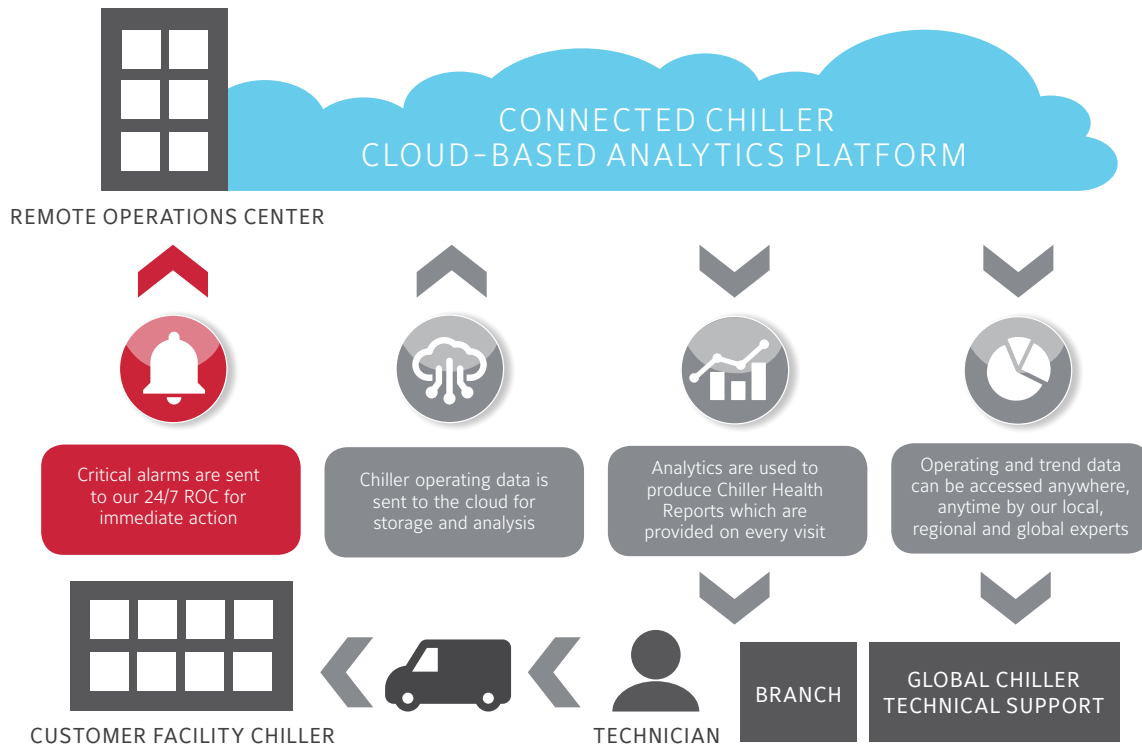 CONNECTED CHILLER
CLOUD-BASED ANALYTICS PLATFORM
REMOTE OPERATIONS CENTER
Critical alarms are sent
to our 24/7 ROC for
immediate action
Chiller operating data is
sent to the cloud for
storage and analysis
Analytics are used to
produce Chiller Health
Reports which are
provided on every visit
Operating and trend data
can be accessed anywhere,
anytime by our local,
regional and global experts
CUSTOMER FACILITY CHILLER
TECHNICIAN
BRANCH
GLOBAL CHILLER
TECHNICAL SUPPORT